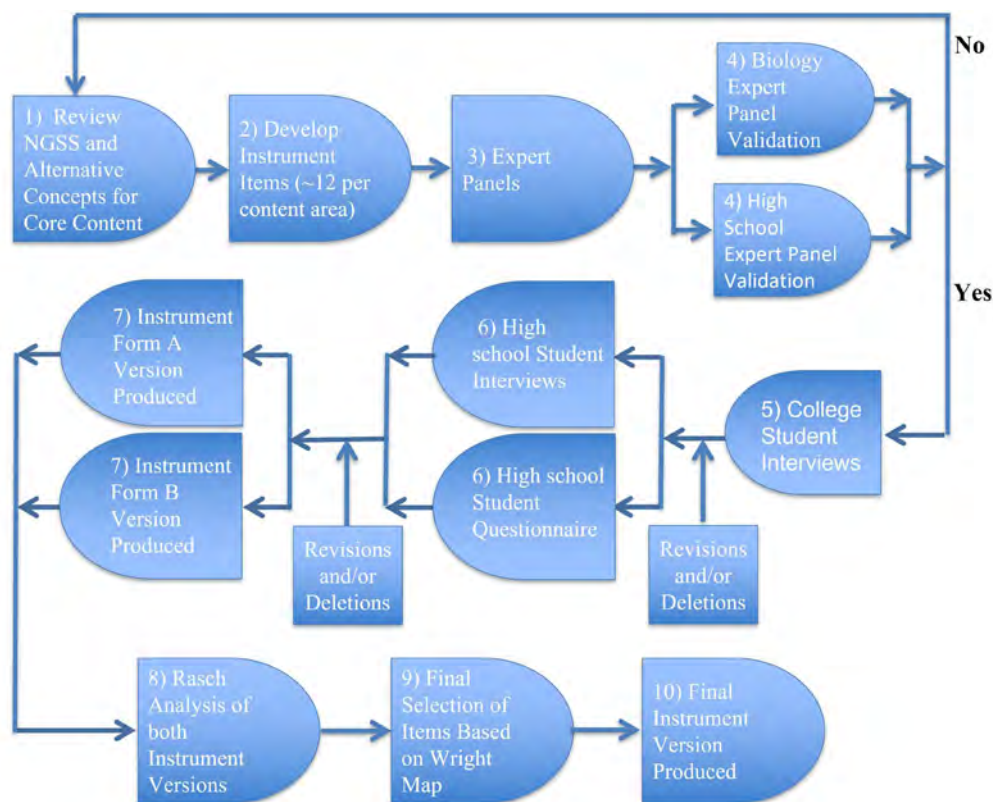 No
1) Review
NGSS and
Alternative
Concepts for
Core Content
2) Develop
Instrument
Items (~12 per
content area)
3) Expert
Panels
4) Biology
Expert
Panel
Validation
4) High
School
Expert Panel
Validation
Yes
5) College
Student
Interviews
Revisions
and/or
Deletions
6) High
school Student
Interviews
6) High school
Student
Questionnaire
Revisions
and/or
Deletions
7) Instrument
Form A
Version
Produced
7) Instrument
Form B
Version
Produced
8) Rasch
Analysis of
both
Instrument
Versions
9) Final
Selection of
Items Based
on Wright
Map
10) Final
Instrument
Version
Produced